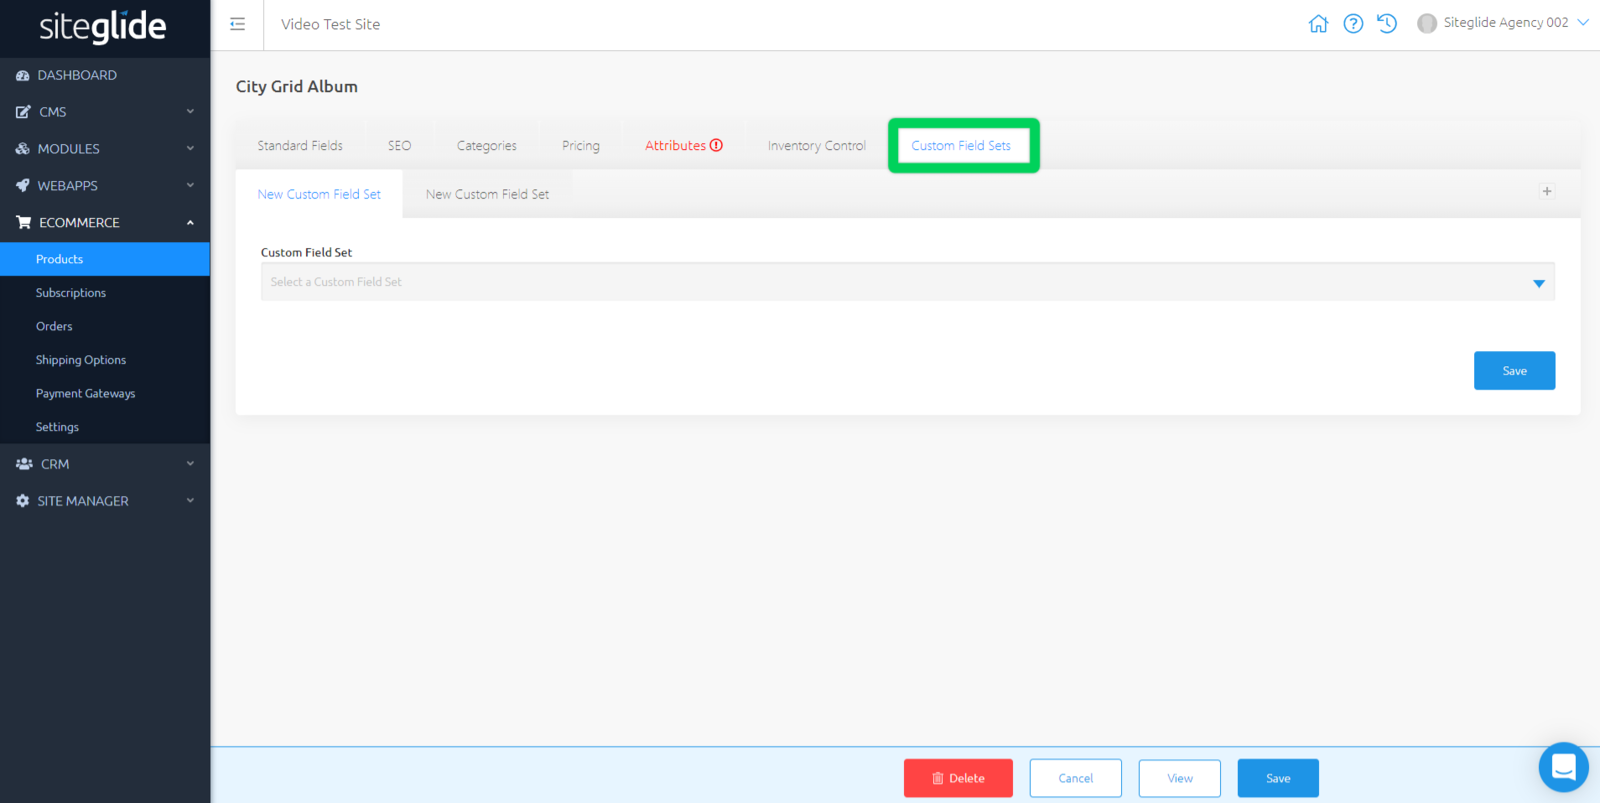 siteglide
Video Test Site
Siteglide Agency 002
DASHBOARD
CMS
MODULES
WEBAPPS
ECOMMERCE
Products
Subscriptions
Orders
Shipping Options
Payment Gateways
Settings
CRM
SITE MANAGER
City Grid Album
Standard Fields SEO Categories Pricing Attributes Inventory Control Custom Field Sets
New Custom Field Set New Custom Field Set
Custom Field Set
Select a Custom Field Set
Save
Delete Cancel View Save